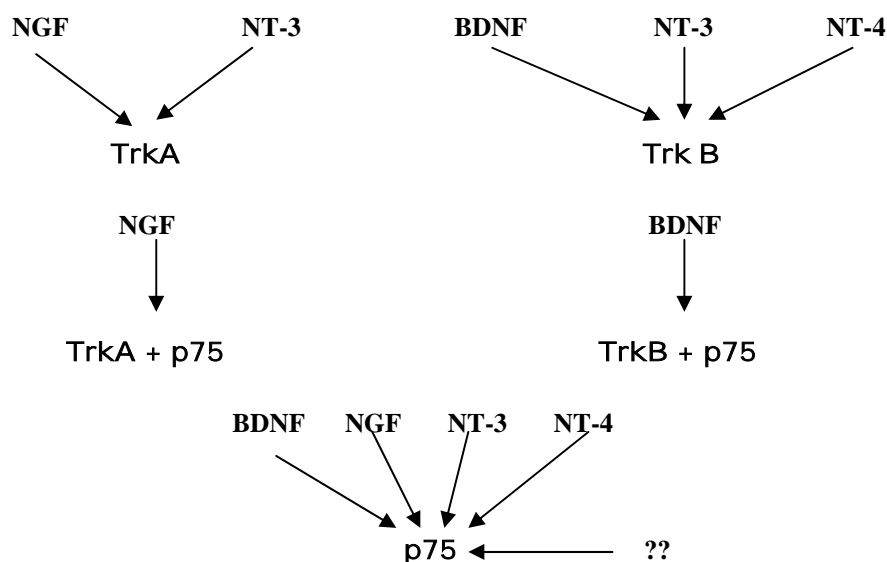 NGF NT-3 BDNF NT-3 NT-4
TrkA Trk B
NGF BDNF
TrkA + p75 TrkB + p75
BDNF NGF NT-3 NT-4
p75 ??